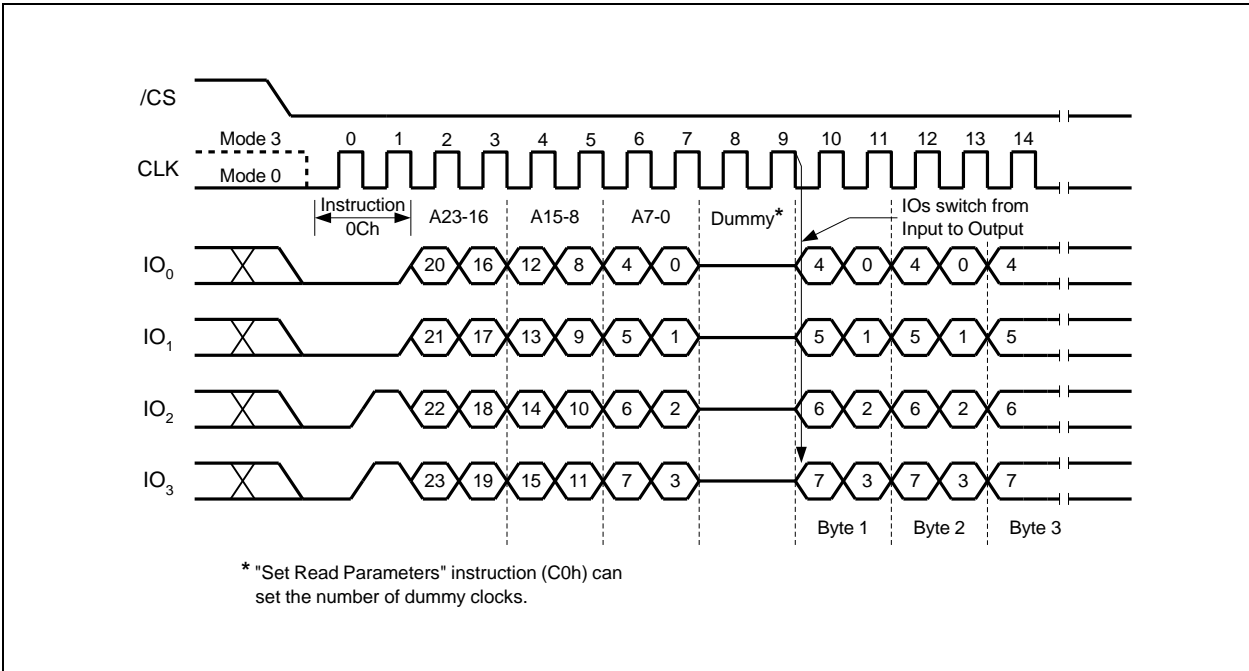 /CS
Mode 3
0 1 2 3 4 5 6 7 8 9 10 11 12 13 14
CLK
Mode 0
Instruction
0Ch
A23-16 A15-8 A7-0 Dummy*
IOs switch from
Input to Output
IO0 20 16 12 8 4 0 4 0 4 0 4
IO1 21 17 13 9 5 1 5 1 5 1 5
IO2 22 18 14 10 6 2 6 2 6 2 6
IO3 23 19 15 11 7 3 7 3 7 3 7
Byte 1 Byte 2 Byte 3
* "Set Read Parameters" instruction (C0h) can
set the number of dummy clocks.